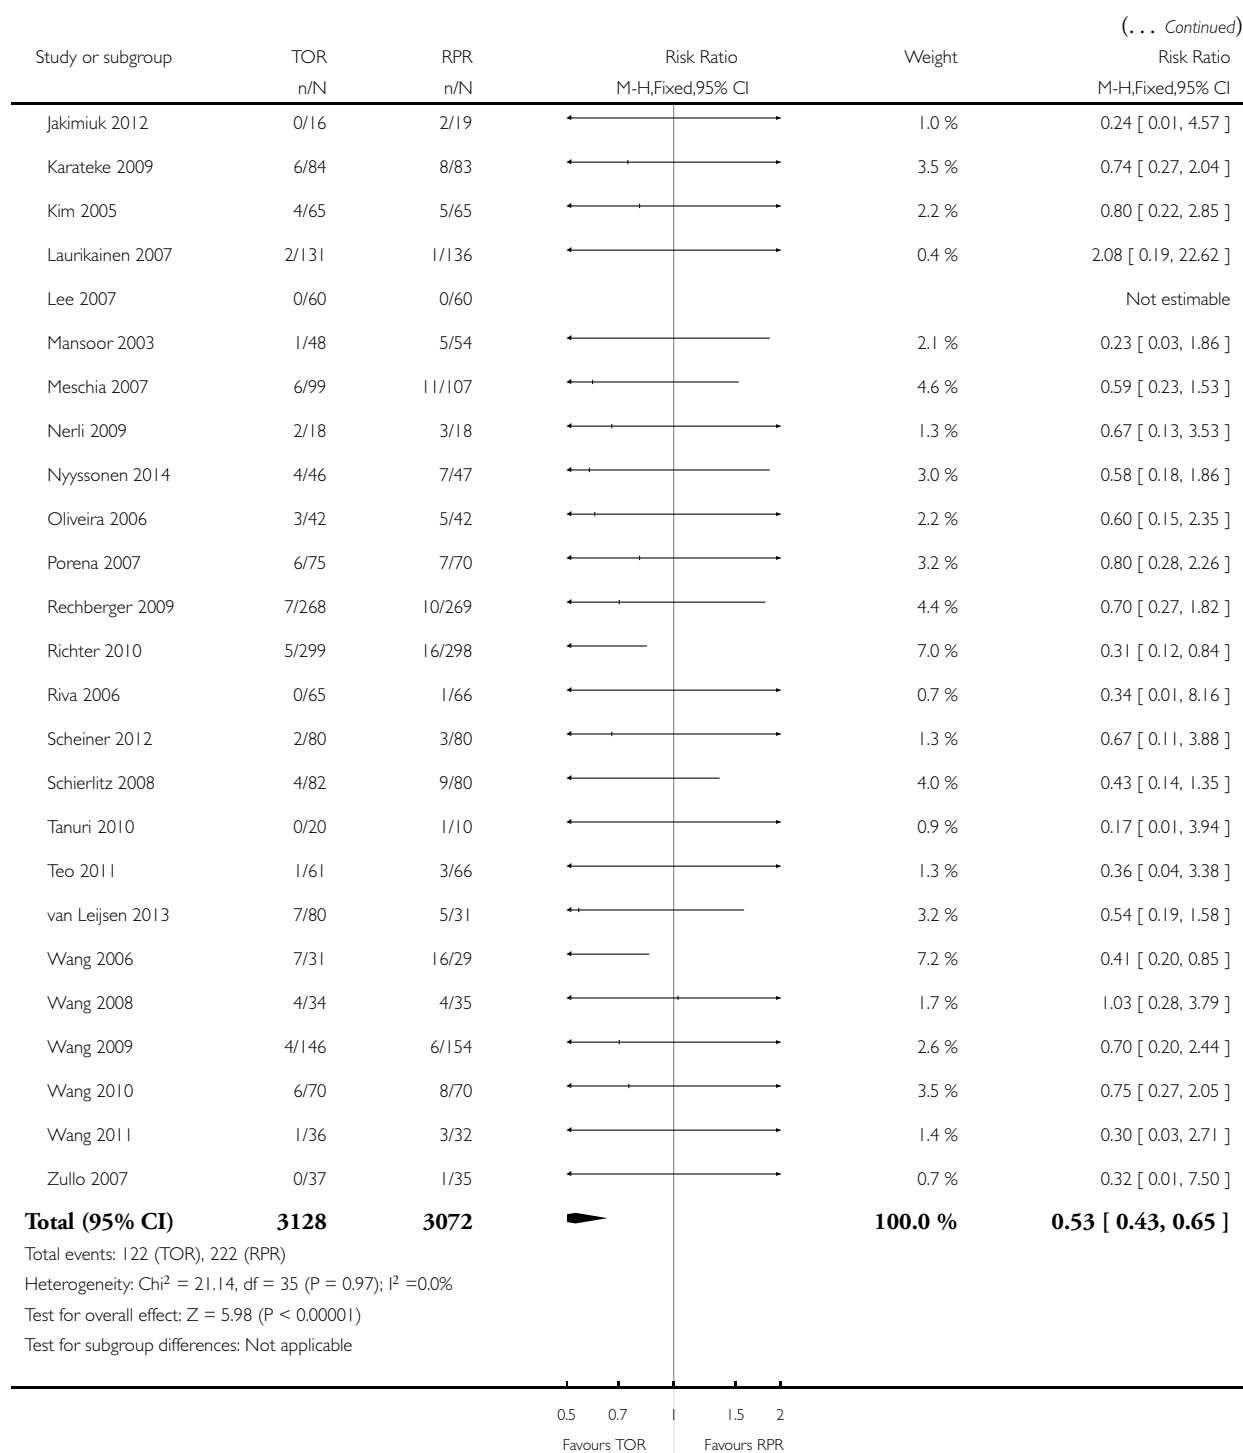 (. . . Continued)
Study or subgroup TOR RPR Risk Ratio Weight Risk Ratio
n/N n/N M-H,Fixed,95% CI M-H,Fixed,95% CI
Jakimiuk 2012 0/16 2/19 1.0 % 0.24 [ 0.01, 4.57 ]
Karateke 2009 6/84 8/83 3.5 % 0.74 [ 0.27, 2.04 ]
Kim 2005 4/65 5/65 2.2 % 0.80 [ 0.22, 2.85 ]
Laurikainen 2007 2/131 1/136 0.4 % 2.08 [ 0.19, 22.62 ]
Lee 2007 0/60 0/60 Not estimable
Mansoor 2003 1/48 5/54 2.1 % 0.23 [ 0.03, 1.86 ]
Meschia 2007 6/99 11/107 4.6 % 0.59 [ 0.23, 1.53 ]
Nerli 2009 2/18 3/18 1.3 % 0.67 [ 0.13, 3.53 ]
Nyyssonen 2014 4/46 7/47 3.0 % 0.58 [ 0.18, 1.86 ]
Oliveira 2006 3/42 5/42 2.2 % 0.60 [ 0.15, 2.35 ]
Porena 2007 6/75 7/70 3.2 % 0.80 [ 0.28, 2.26 ]
Rechberger 2009 7/268 10/269 4.4 % 0.70 [ 0.27, 1.82 ]
Richter 2010 5/299 16/298 7.0 % 0.31 [ 0.12, 0.84 ]
Riva 2006 0/65 1/66 0.7 % 0.34 [ 0.01, 8.16 ]
Scheiner 2012 2/80 3/80 1.3 % 0.67 [ 0.11, 3.88 ]
Schierlitz 2008 4/82 9/80 4.0 % 0.43 [ 0.14, 1.35 ]
Tanuri 2010 0/20 1/10 0.9 % 0.17 [ 0.01, 3.94 ]
Teo 2011 1/61 3/66 1.3 % 0.36 [ 0.04, 3.38 ]
van Leijsen 2013 7/80 5/31 3.2 % 0.54 [ 0.19, 1.58 ]
Wang 2006 7/31 16/29 7.2 % 0.41 [ 0.20, 0.85 ]
Wang 2008 4/34 4/35 1.7 % 1.03 [ 0.28, 3.79 ]
Wang 2009 4/146 6/154 2.6 % 0.70 [ 0.20, 2.44 ]
Wang 2010 6/70 8/70 3.5 % 0.75 [ 0.27, 2.05 ]
Wang 2011 1/36 3/32 1.4 % 0.30 [ 0.03, 2.71 ]
Zullo 2007 0/37 1/35 0.7 % 0.32 [ 0.01, 7.50 ]
Total (95% CI) 3128 3072 100.0 % 0.53 [ 0.43, 0.65 ]
Total events: 122 (TOR), 222 (RPR)
Heterogeneity: Chi² = 21.14, df = 35 (P = 0.97); I² =0.0%
Test for overall effect: Z = 5.98 (P < 0.00001)
Test for subgroup differences: Not applicable
0.5 0.7 1 1.5 2
Favours TOR Favours RPR